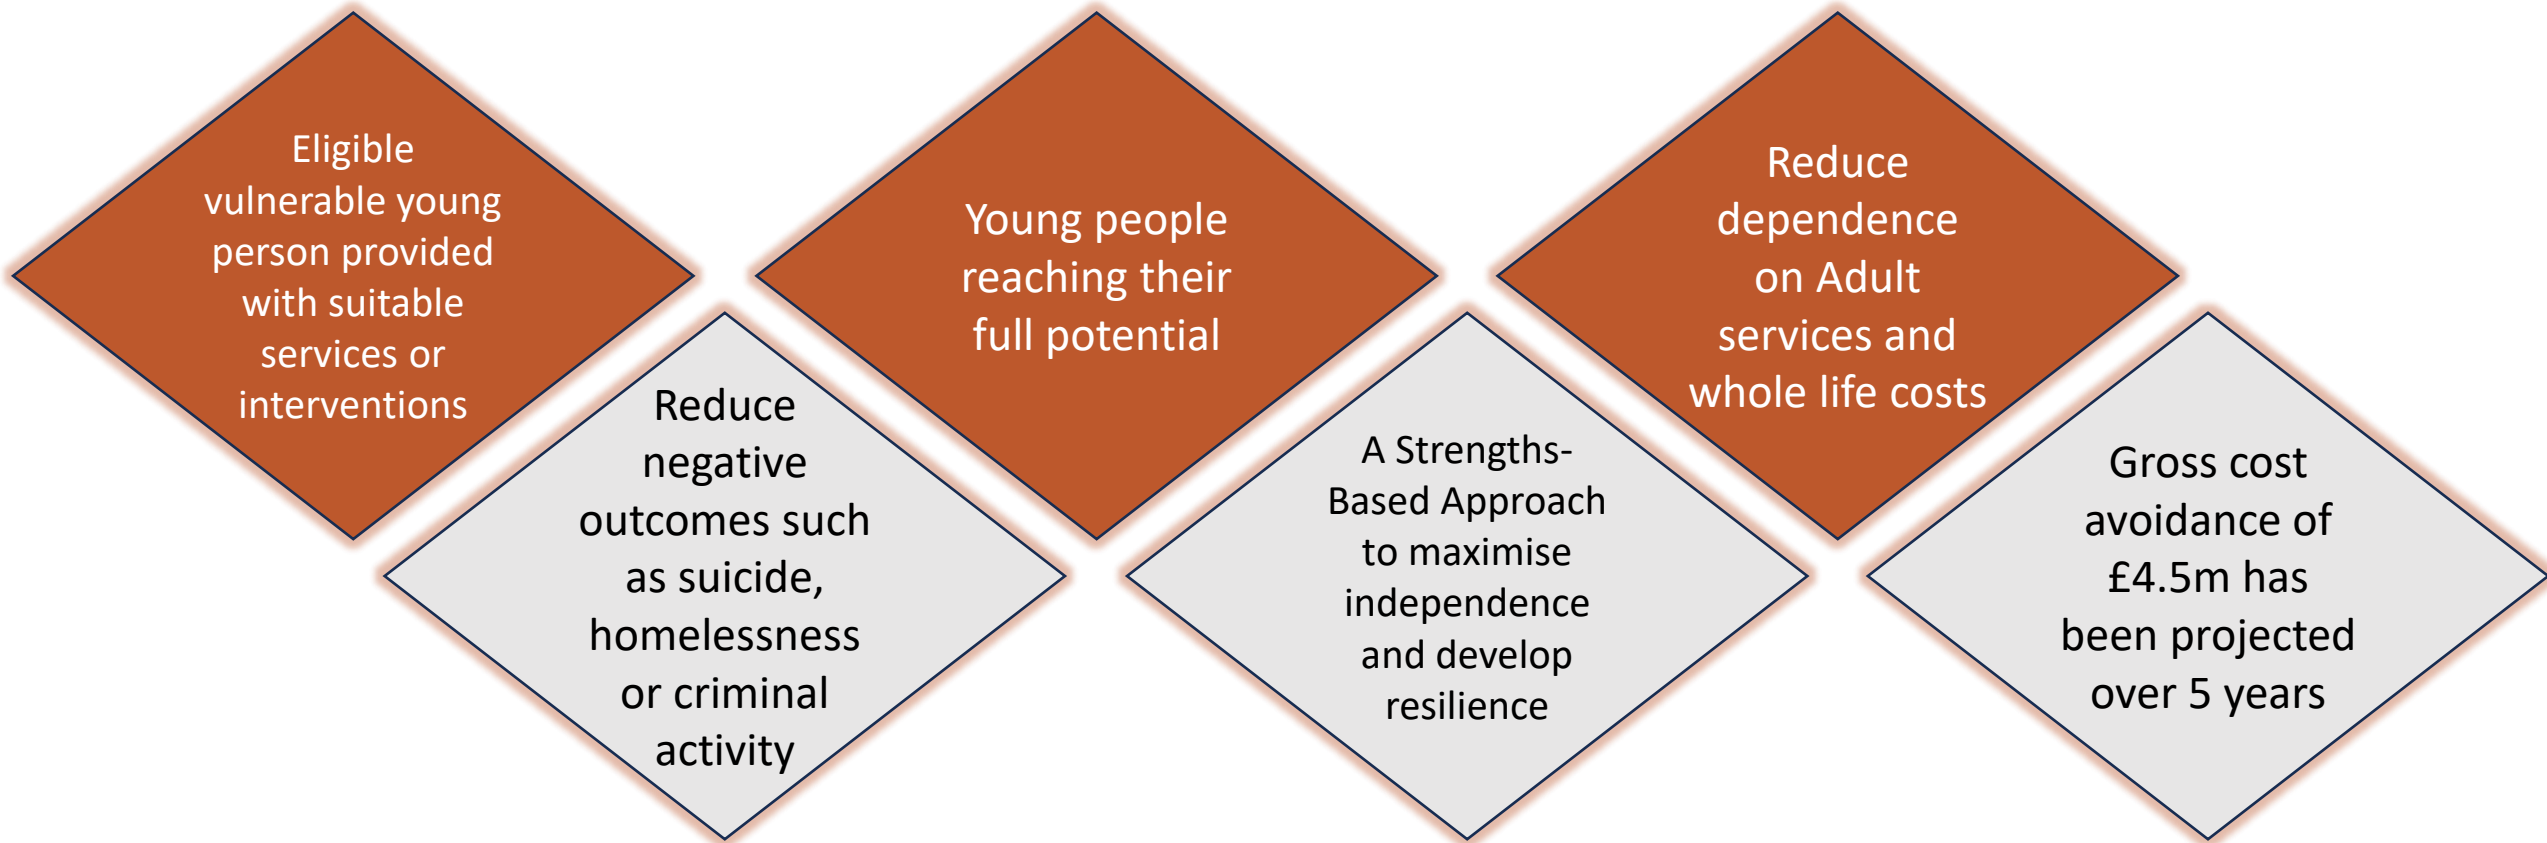 Eligible
vulnerable young
person provided
with suitable
services or
interventions
Reduce
negative
outcomes such
as suicide,
homelessness
or criminal
activity
Young people
reaching their
full potential
A Strengths-
Based Approach
to maximise
independence
and develop
resilience
Reduce
dependence
on Adult
services and
whole life costs
Gross cost
avoidance of
£4.5m has
been projected
over 5 years